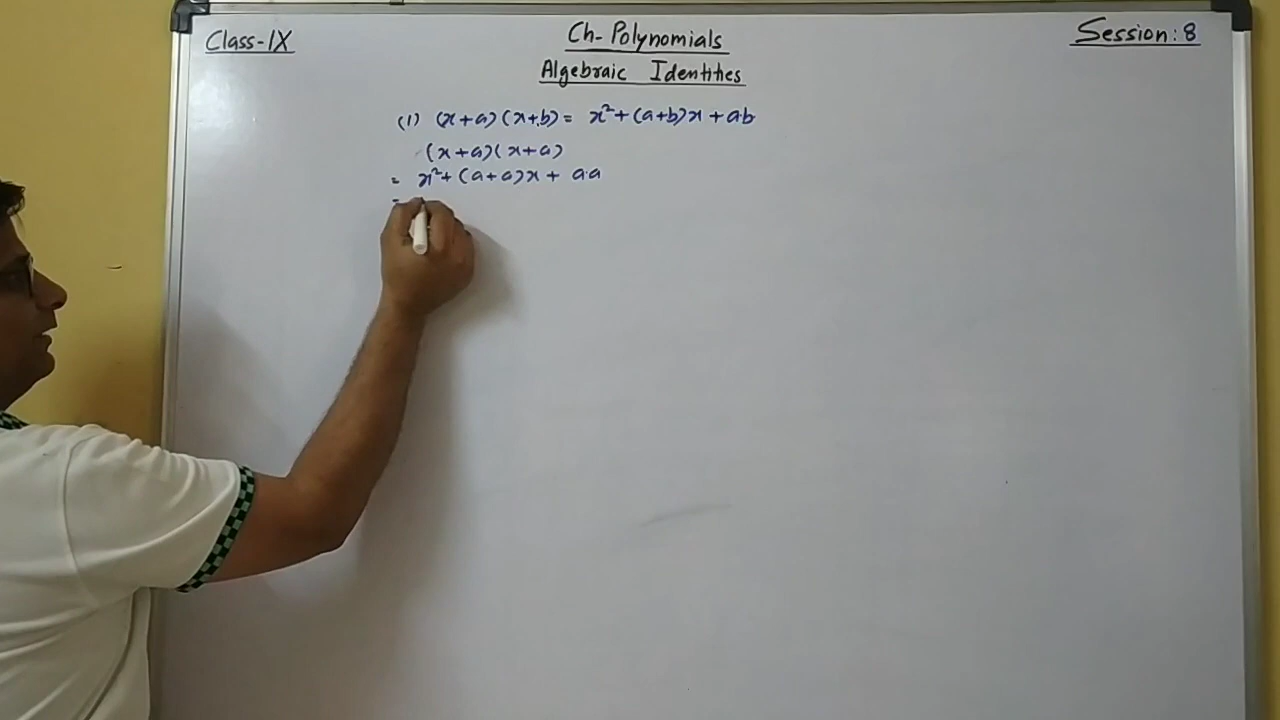 Class-IX
Ch- Polynomials
Session: 8
Algebraic Identities
(1) (x+a)(x+b) = x²+(a+b)x+ab
(x+a)(x+a)
= x²+(a+a)x + a·a
=